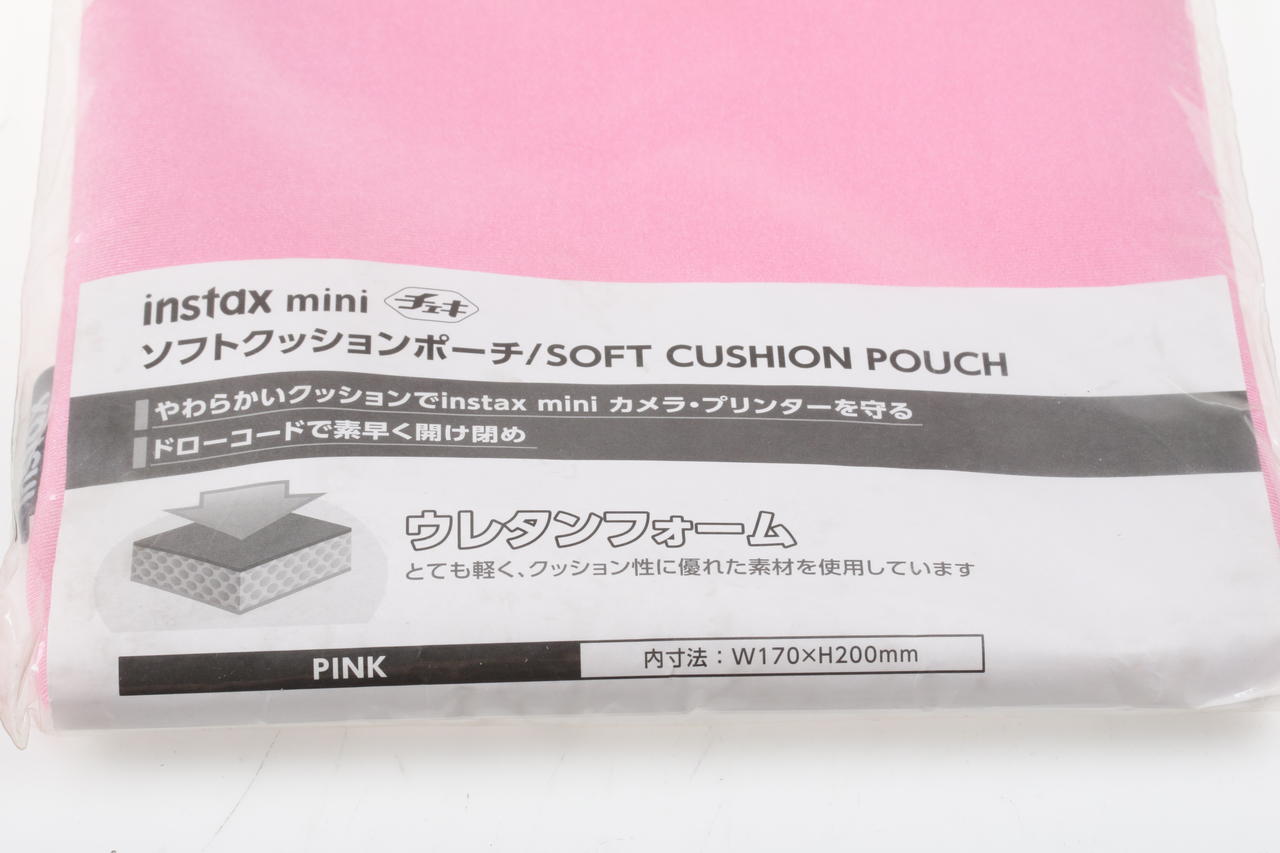 instax mini チェキ
ソフトクッションポーチ/SOFT CUSHION POUCH
やわらかいクッションでinstax mini カメラ・プリンターを守る
ドローコードで素早く開け閉め
ウレタンフォーム
とても軽く、クッション性に優れた素材を使用しています
PINK
内寸法：W170×H200mm